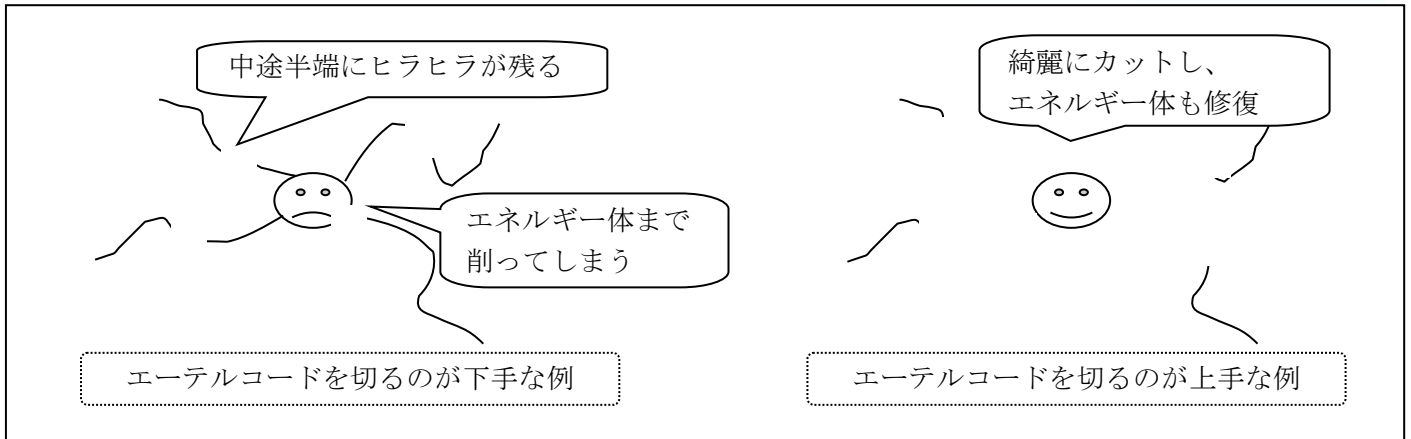 中途半端にヒラヒラが残る
エネルギー体まで
削ってしまう
エーテルコードを切るのが下手な例
綺麗にカットし、
エネルギー体も修復
エーテルコードを切るのが上手な例